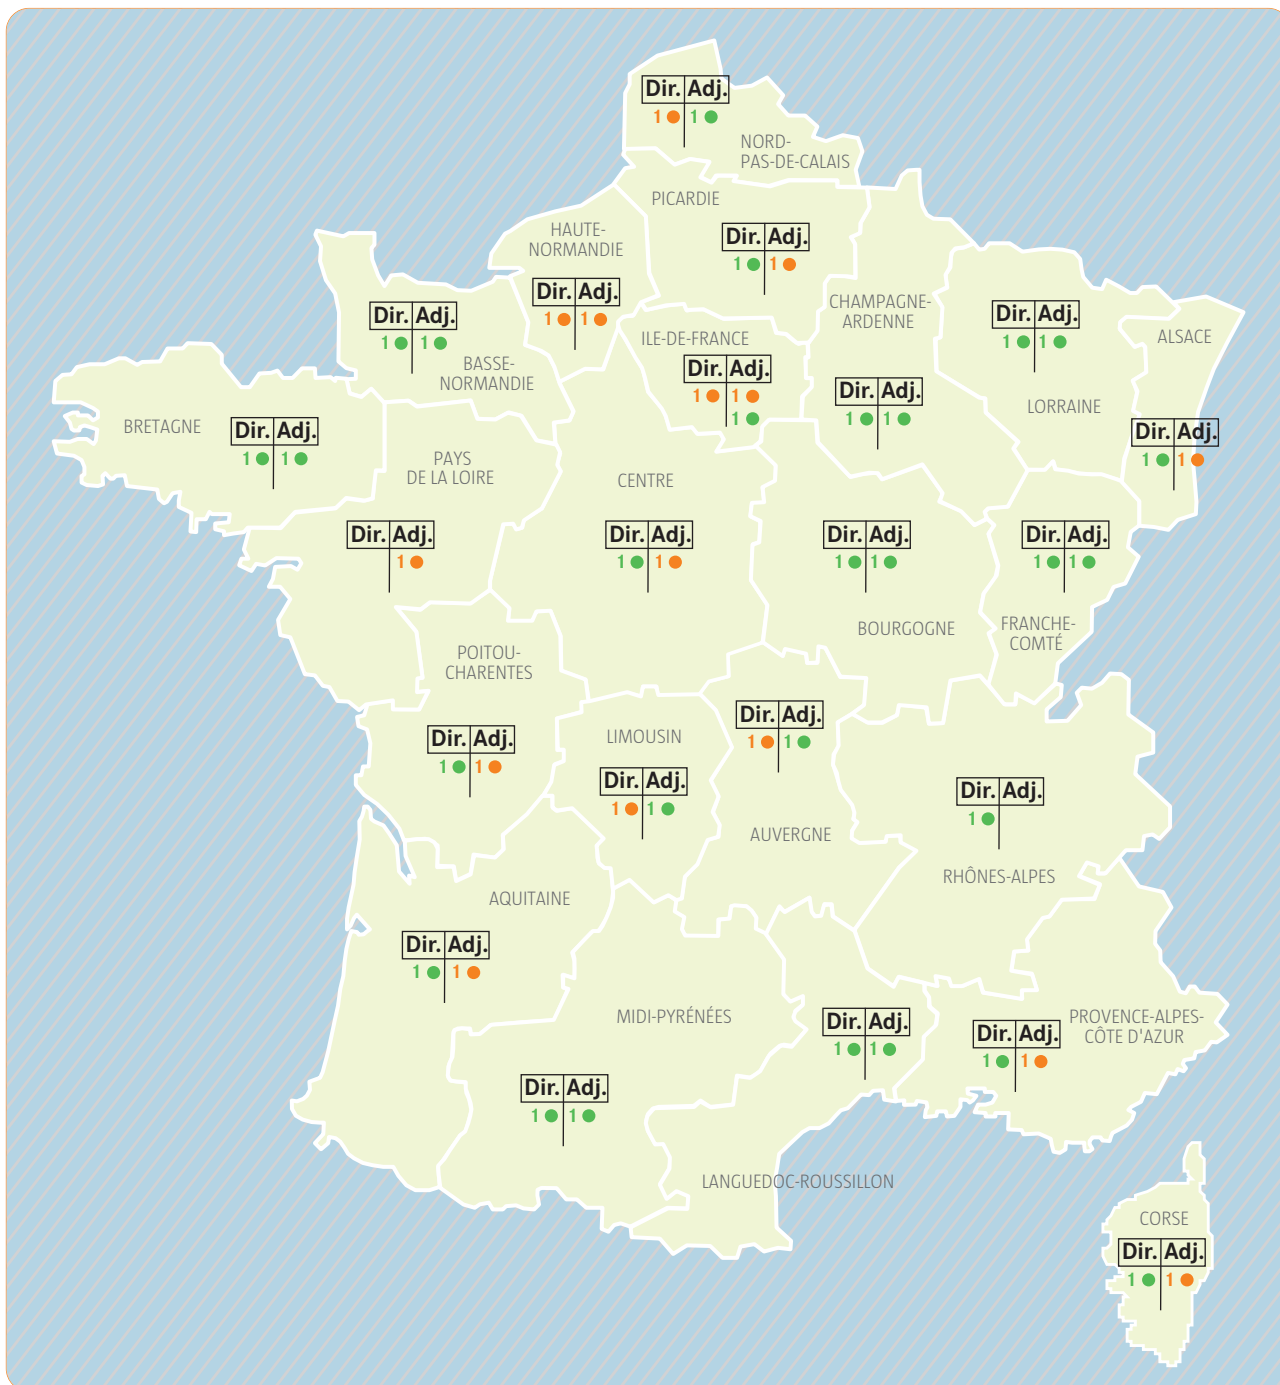 Dir. Adj.
1 1
NORD-
PAS-DE-CALAIS
PICARDIE
Dir. Adj.
1 1
HAUTE-
NORMANDIE
Dir. Adj.
1 1
Dir. Adj.
1 1
BASSE-
NORMANDIE
ILE-DE-FRANCE
Dir. Adj.
1 1
1
CHAMPAGNE-
ARDENNE
Dir. Adj.
1 1
Dir. Adj.
1 1
LORRAINE
ALSACE
Dir. Adj.
1 1
BRETAGNE
Dir. Adj.
1 1
PAYS
DE LA LOIRE
Dir. Adj.
1
CENTRE
Dir. Adj.
1 1
Dir. Adj.
1 1
BOURGOGNE
Dir. Adj.
1 1
FRANCHE-
COMTÉ
POITOU-
CHARENTES
Dir. Adj.
1 1
LIMOUSIN
Dir. Adj.
1 1
Dir. Adj.
1 1
AUVERGNE
Dir. Adj.
1
RHÔNES-ALPES
AQUITAINE
Dir. Adj.
1 1
MIDI-PYRÉNÉES
Dir. Adj.
1 1
Dir. Adj.
1 1
LANGUEDOC-ROUSSILLON
PROVENCE-ALPES-
CÔTE D'AZUR
Dir. Adj.
1 1
CORSE
Dir. Adj.
1 1